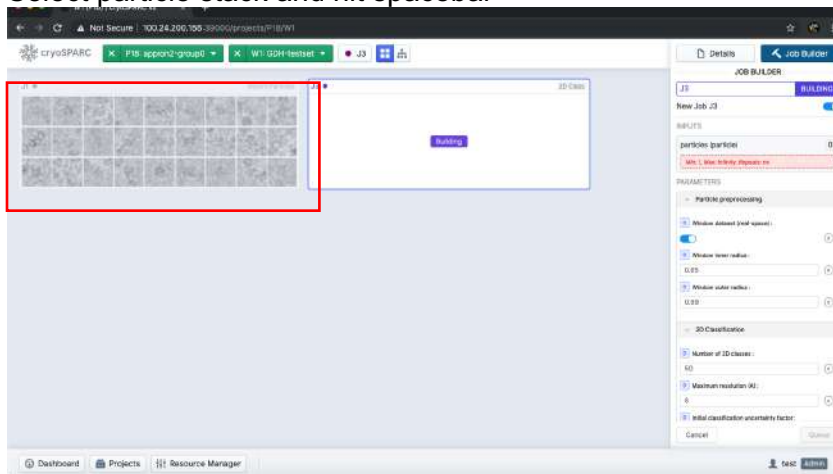 Select particle stack and hit spacebar
Not Secure 100.24.200.155:39000/projects/P18/W1
cryoSPARC P18 appion2-group0 W1 GDH-testset J3 Details Job Builder
JOB BUILDER
J1 J3 2D Class J3 BUILDING
New Job J3
INPUTS
Building
particles (particle) 0
PARAMETERS
Particle preprocessing
Window dataset (real-space) :
Window inner radius :
0.85
Window outer radius :
0.99
2D Classification
Number of 2D classes :
50
Maximum resolution (A) :
6
Initial classification uncertainty factor:
Cancel Queue
Dashboard Projects Resource Manager test Admin